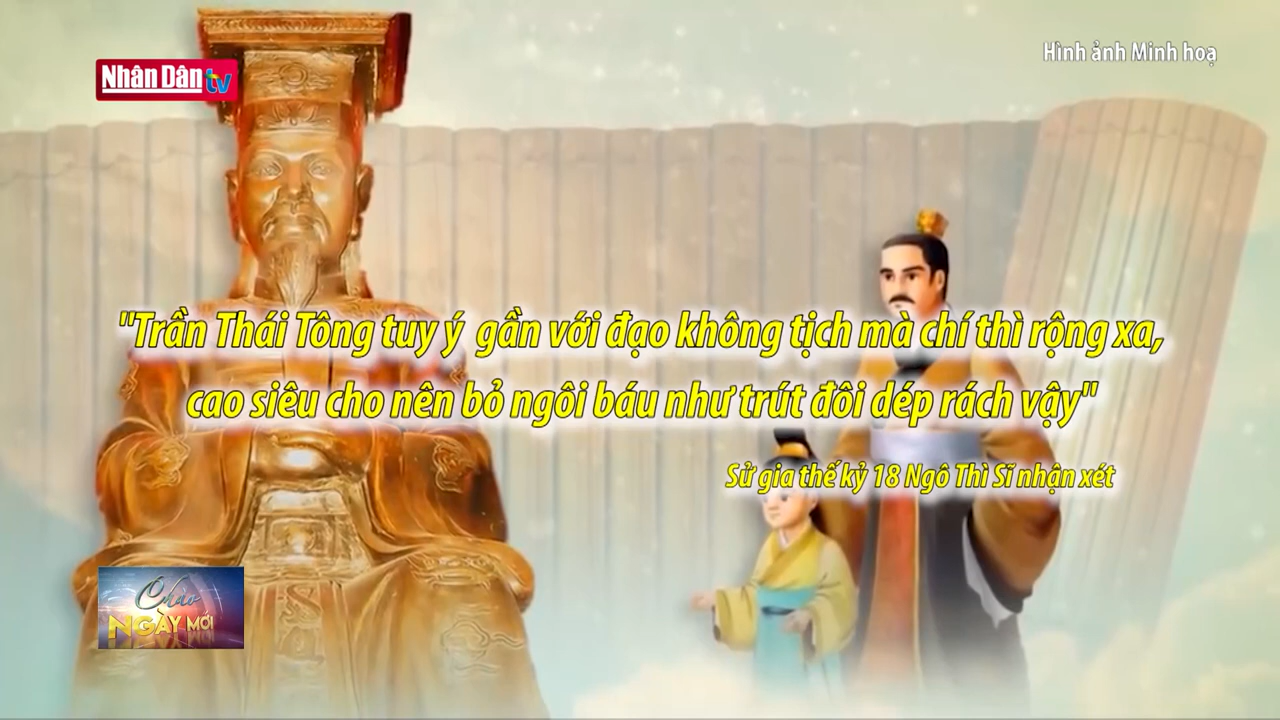 Nhân Dân tv
Hình ảnh Minh hoạ
"Trần Thái Tông tuy ý gần với đạo không tịch mà chí thì rộng xa,
cao siêu cho nên bỏ ngôi báu như trút đôi dép rách vậy"
Sử gia thế kỷ 18 Ngô Thì Sĩ nhận xét
Chào
NGÀY MỚI